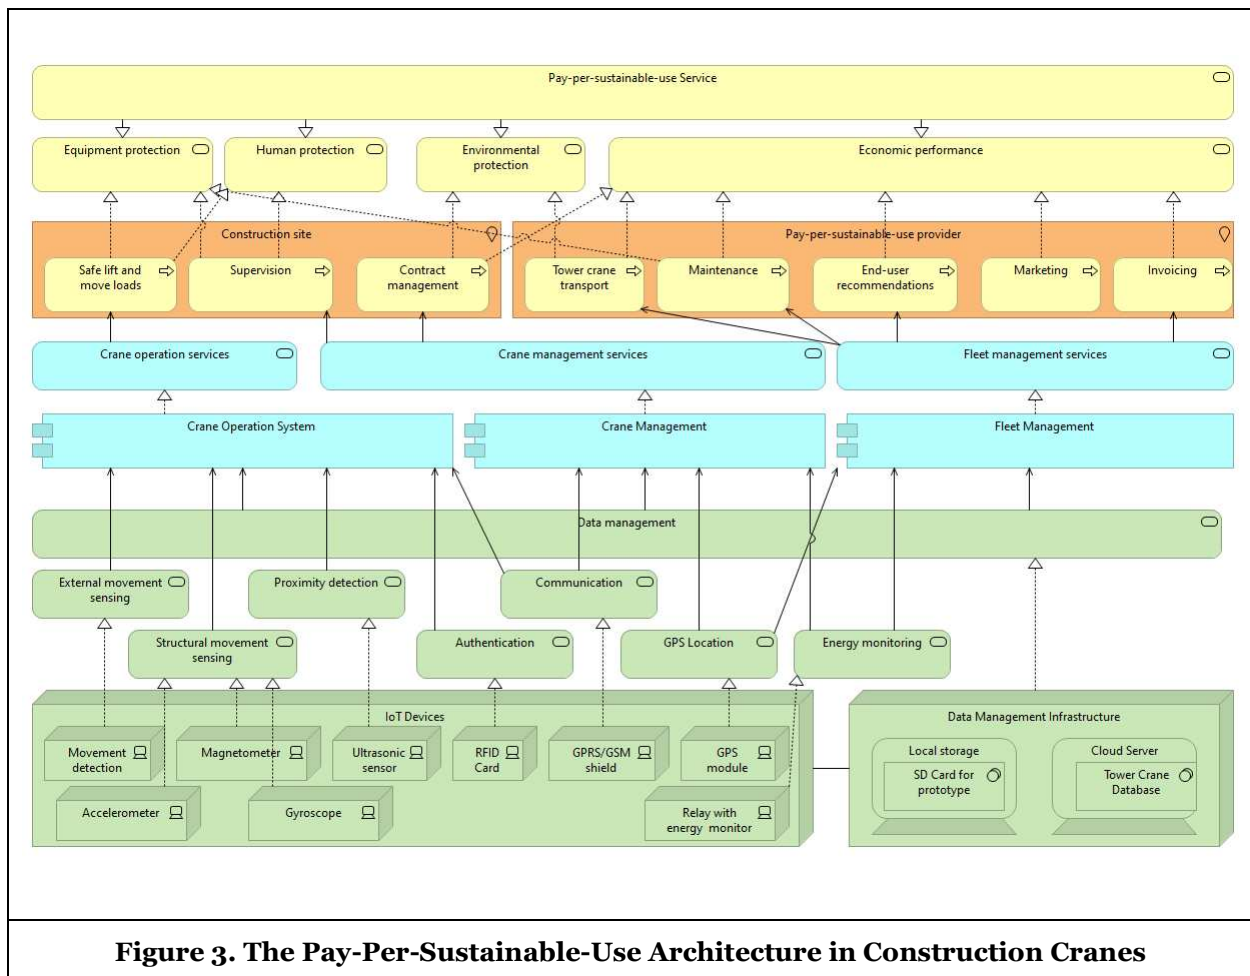 Pay-per-sustainable-use Service
Equipment protection
Human protection
Environmental
protection
Economic performance
Construction site
Pay-per-sustainable-use provider
Safe lift and
move loads
Supervision
Contract
management
Tower crane
transport
Maintenance
End-user
recommendations
Marketing
Invoicing
Crane operation services
Crane management services
Fleet management services
Crane Operation System
Crane Management
Fleet Management
Data management
External movement
sensing
Proximity detection
Communication
Structural movement
sensing
Authentication
GPS Location
Energy monitoring
IoT Devices
Data Management Infrastructure
Movement
detection
Magnetometer
Ultrasonic
sensor
RFID
Card
GPRS/GSM
shield
GPS
module
Local storage
SD Card for
prototype
Cloud Server
Tower Crane
Database
Accelerometer
Gyroscope
Relay with
energy monitor
Figure 3. The Pay-Per-Sustainable-Use Architecture in Construction Cranes